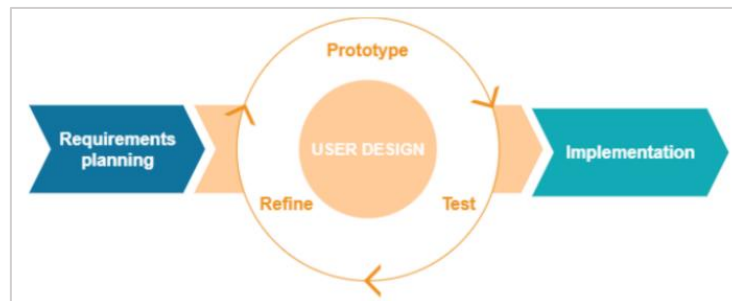 Prototype
Requirements
planning
USER DESIGN
Implementation
Refine
Test